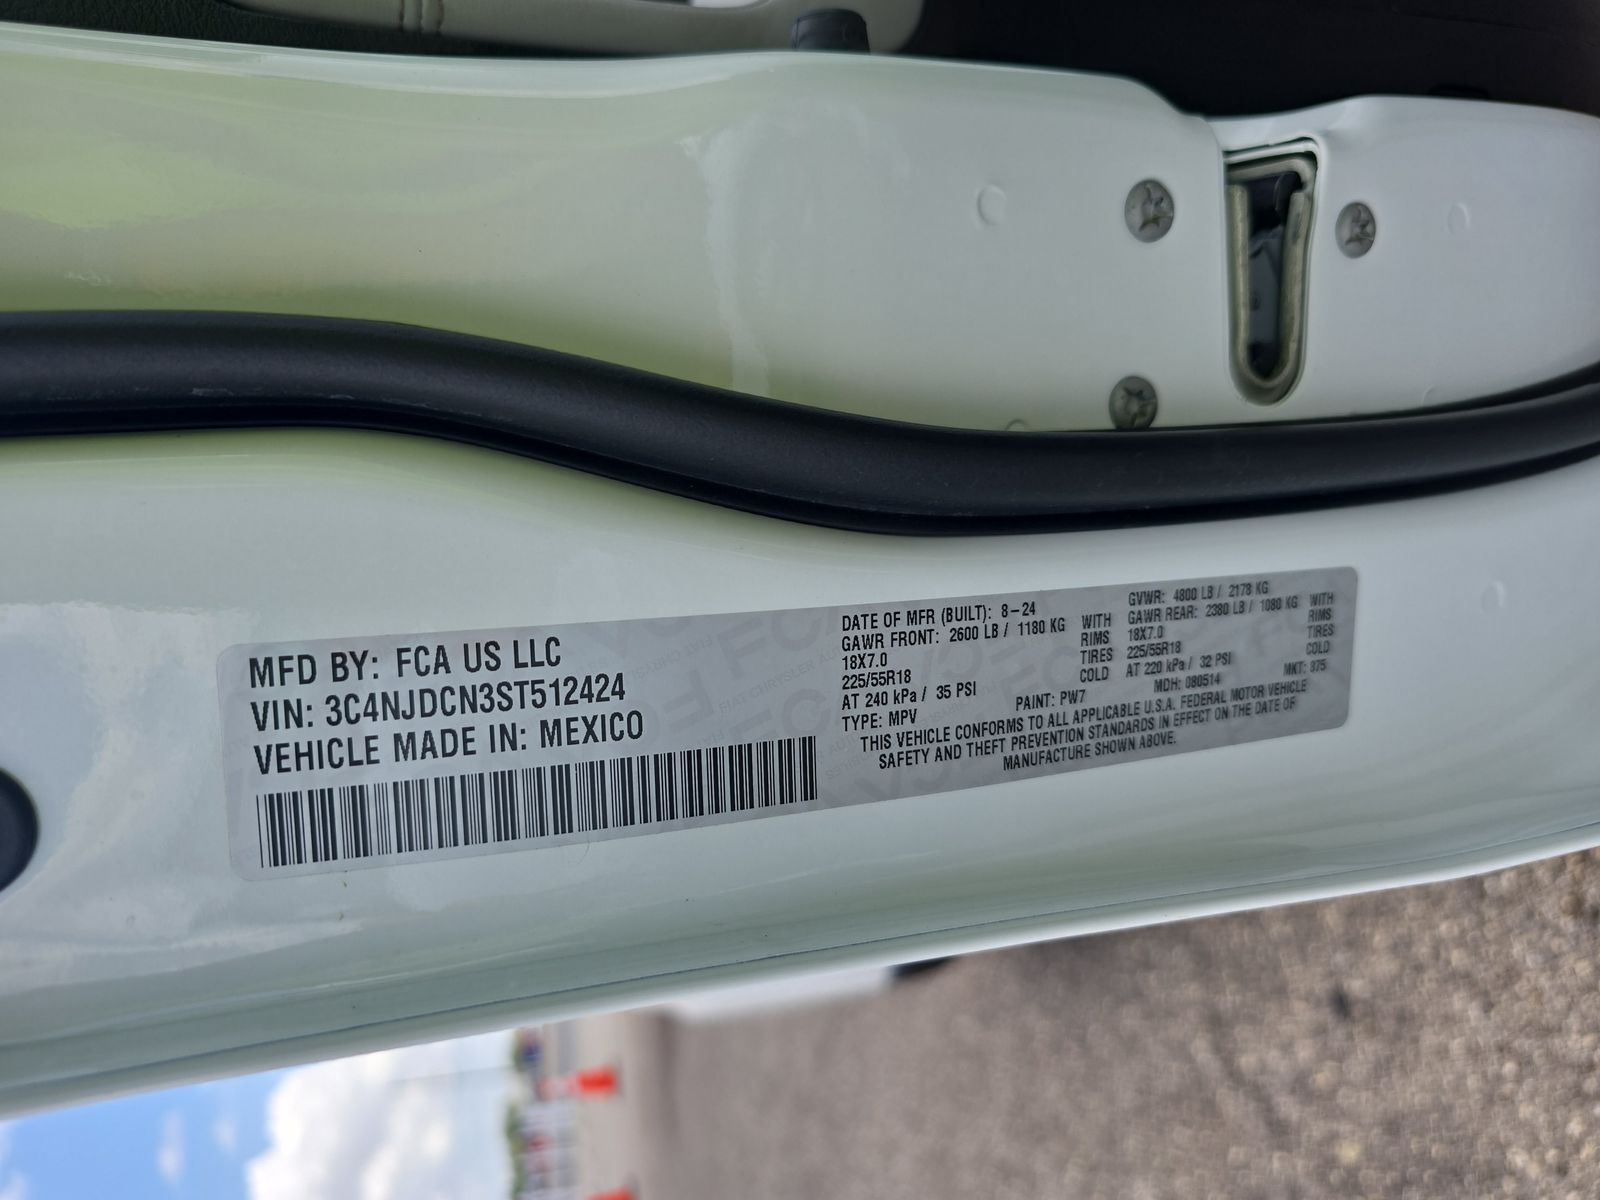 MFD BY: FCA US LLC
VIN: 3C4NJDCN3ST512424
VEHICLE MADE IN: MEXICO
DATE OF MFR (BUILT): 8-24
GAWR FRONT: 2600 LB / 1180 KG WITH
18X7.0 RIMS
225/55R18 TIRES
AT 240 kPa / 35 PSI COLD
TYPE: MPV PAINT: PW7
GVWR: 4800 LB / 2178 KG
GAWR REAR: 2380 LB / 1080 KG WITH
18X7.0 RIMS
225/55R18 TIRES
AT 220 kPa / 32 PSI COLD
MDH: 080514 MKT: 875
THIS VEHICLE CONFORMS TO ALL APPLICABLE U.S.A. FEDERAL MOTOR VEHICLE
SAFETY AND THEFT PREVENTION STANDARDS IN EFFECT ON THE DATE OF
MANUFACTURE SHOWN ABOVE.